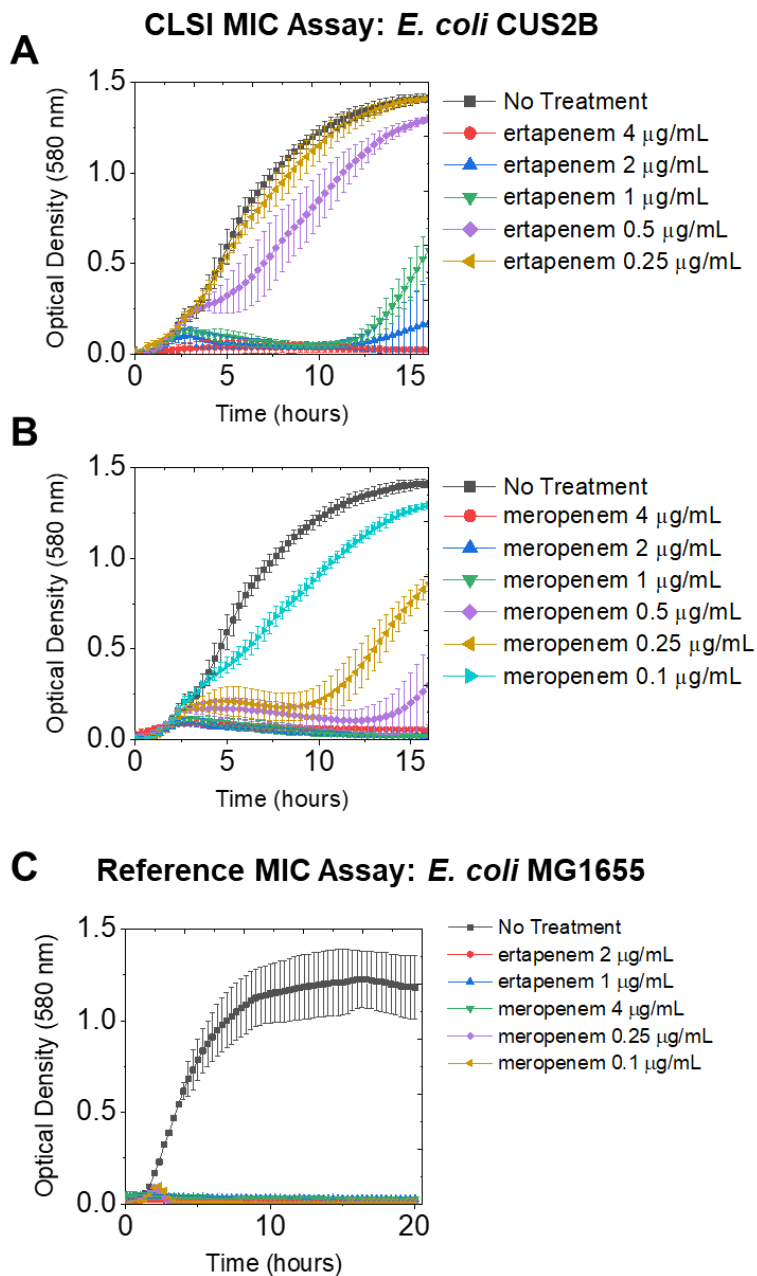 CLSI MIC Assay: E. coli CUS2B
A
1.5
1.0
0.5
0.0
Optical Density (580 nm)
0
5
10
15
Time (hours)
No Treatment
ertapenem 4 μg/mL
ertapenem 2 μg/mL
ertapenem 1 μg/mL
ertapenem 0.5 μg/mL
ertapenem 0.25 μg/mL
B
1.5
1.0
0.5
0.0
Optical Density (580 nm)
0
5
10
15
Time (hours)
No Treatment
meropenem 4 μg/mL
meropenem 2 μg/mL
meropenem 1 μg/mL
meropenem 0.5 μg/mL
meropenem 0.25 μg/mL
meropenem 0.1 μg/mL
C
Reference MIC Assay: E. coli MG1655
1.5
1.0
0.5
0.0
Optical Density (580 nm)
0
10
20
Time (hours)
No Treatment
ertapenem 2 μg/mL
ertapenem 1 μg/mL
meropenem 4 μg/mL
meropenem 0.25 μg/mL
meropenem 0.1 μg/mL